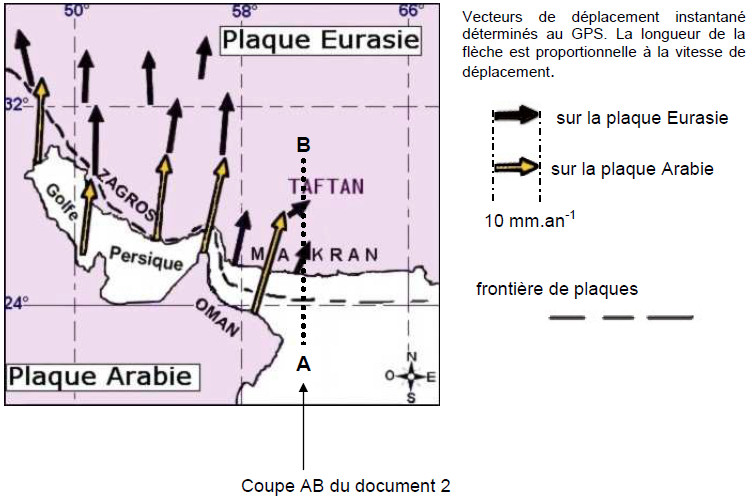 50°
58°
66°
Plaque Eurasie
32°
B
ZAGROS
TAFTAN
Golfe
Persique
MAKRAN
24°
OMAN
A
Plaque Arabie
N
O
E
S
Vecteurs de déplacement instantané
déterminés au GPS. La longueur de la
flèche est proportionnelle à la vitesse de
déplacement.
sur la plaque Eurasie
sur la plaque Arabie
10 mm.an-1
frontière de plaques
Coupe AB du document 2